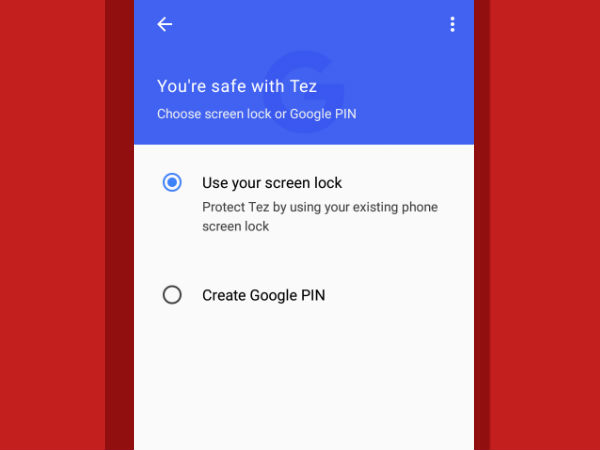 You're safe with Tez
Choose screen lock or Google PIN
Use your screen lock
Protect Tez by using your existing phone
screen lock
Create Google PIN